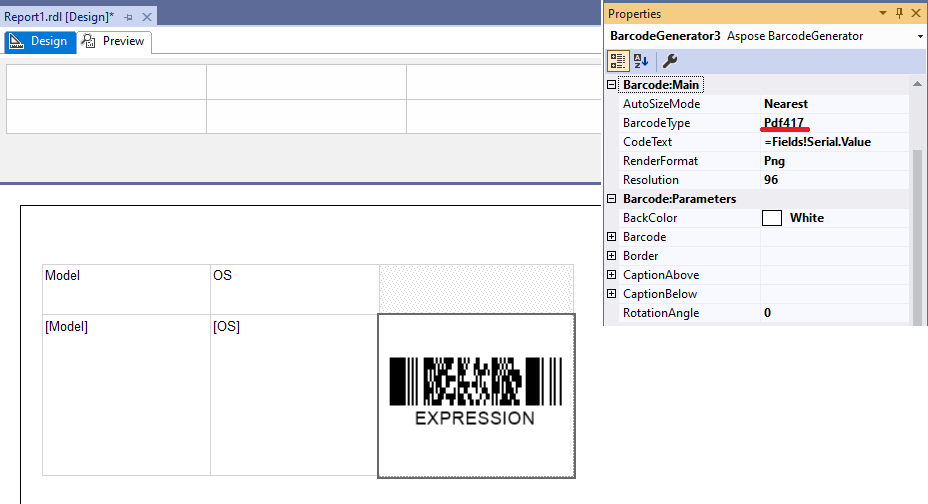 Report1.rdl [Design]*
Design
Preview
Model
OS
[Model]
[OS]
EXPRESSION
Properties
BarcodeGenerator3 Aspose BarcodeGenerator
Barcode:Main
AutoSizeMode Nearest
BarcodeType Pdf417
CodeText =Fields!Serial.Value
RenderFormat Png
Resolution 96
Barcode:Parameters
BackColor White
Barcode
Border
CaptionAbove
CaptionBelow
RotationAngle 0